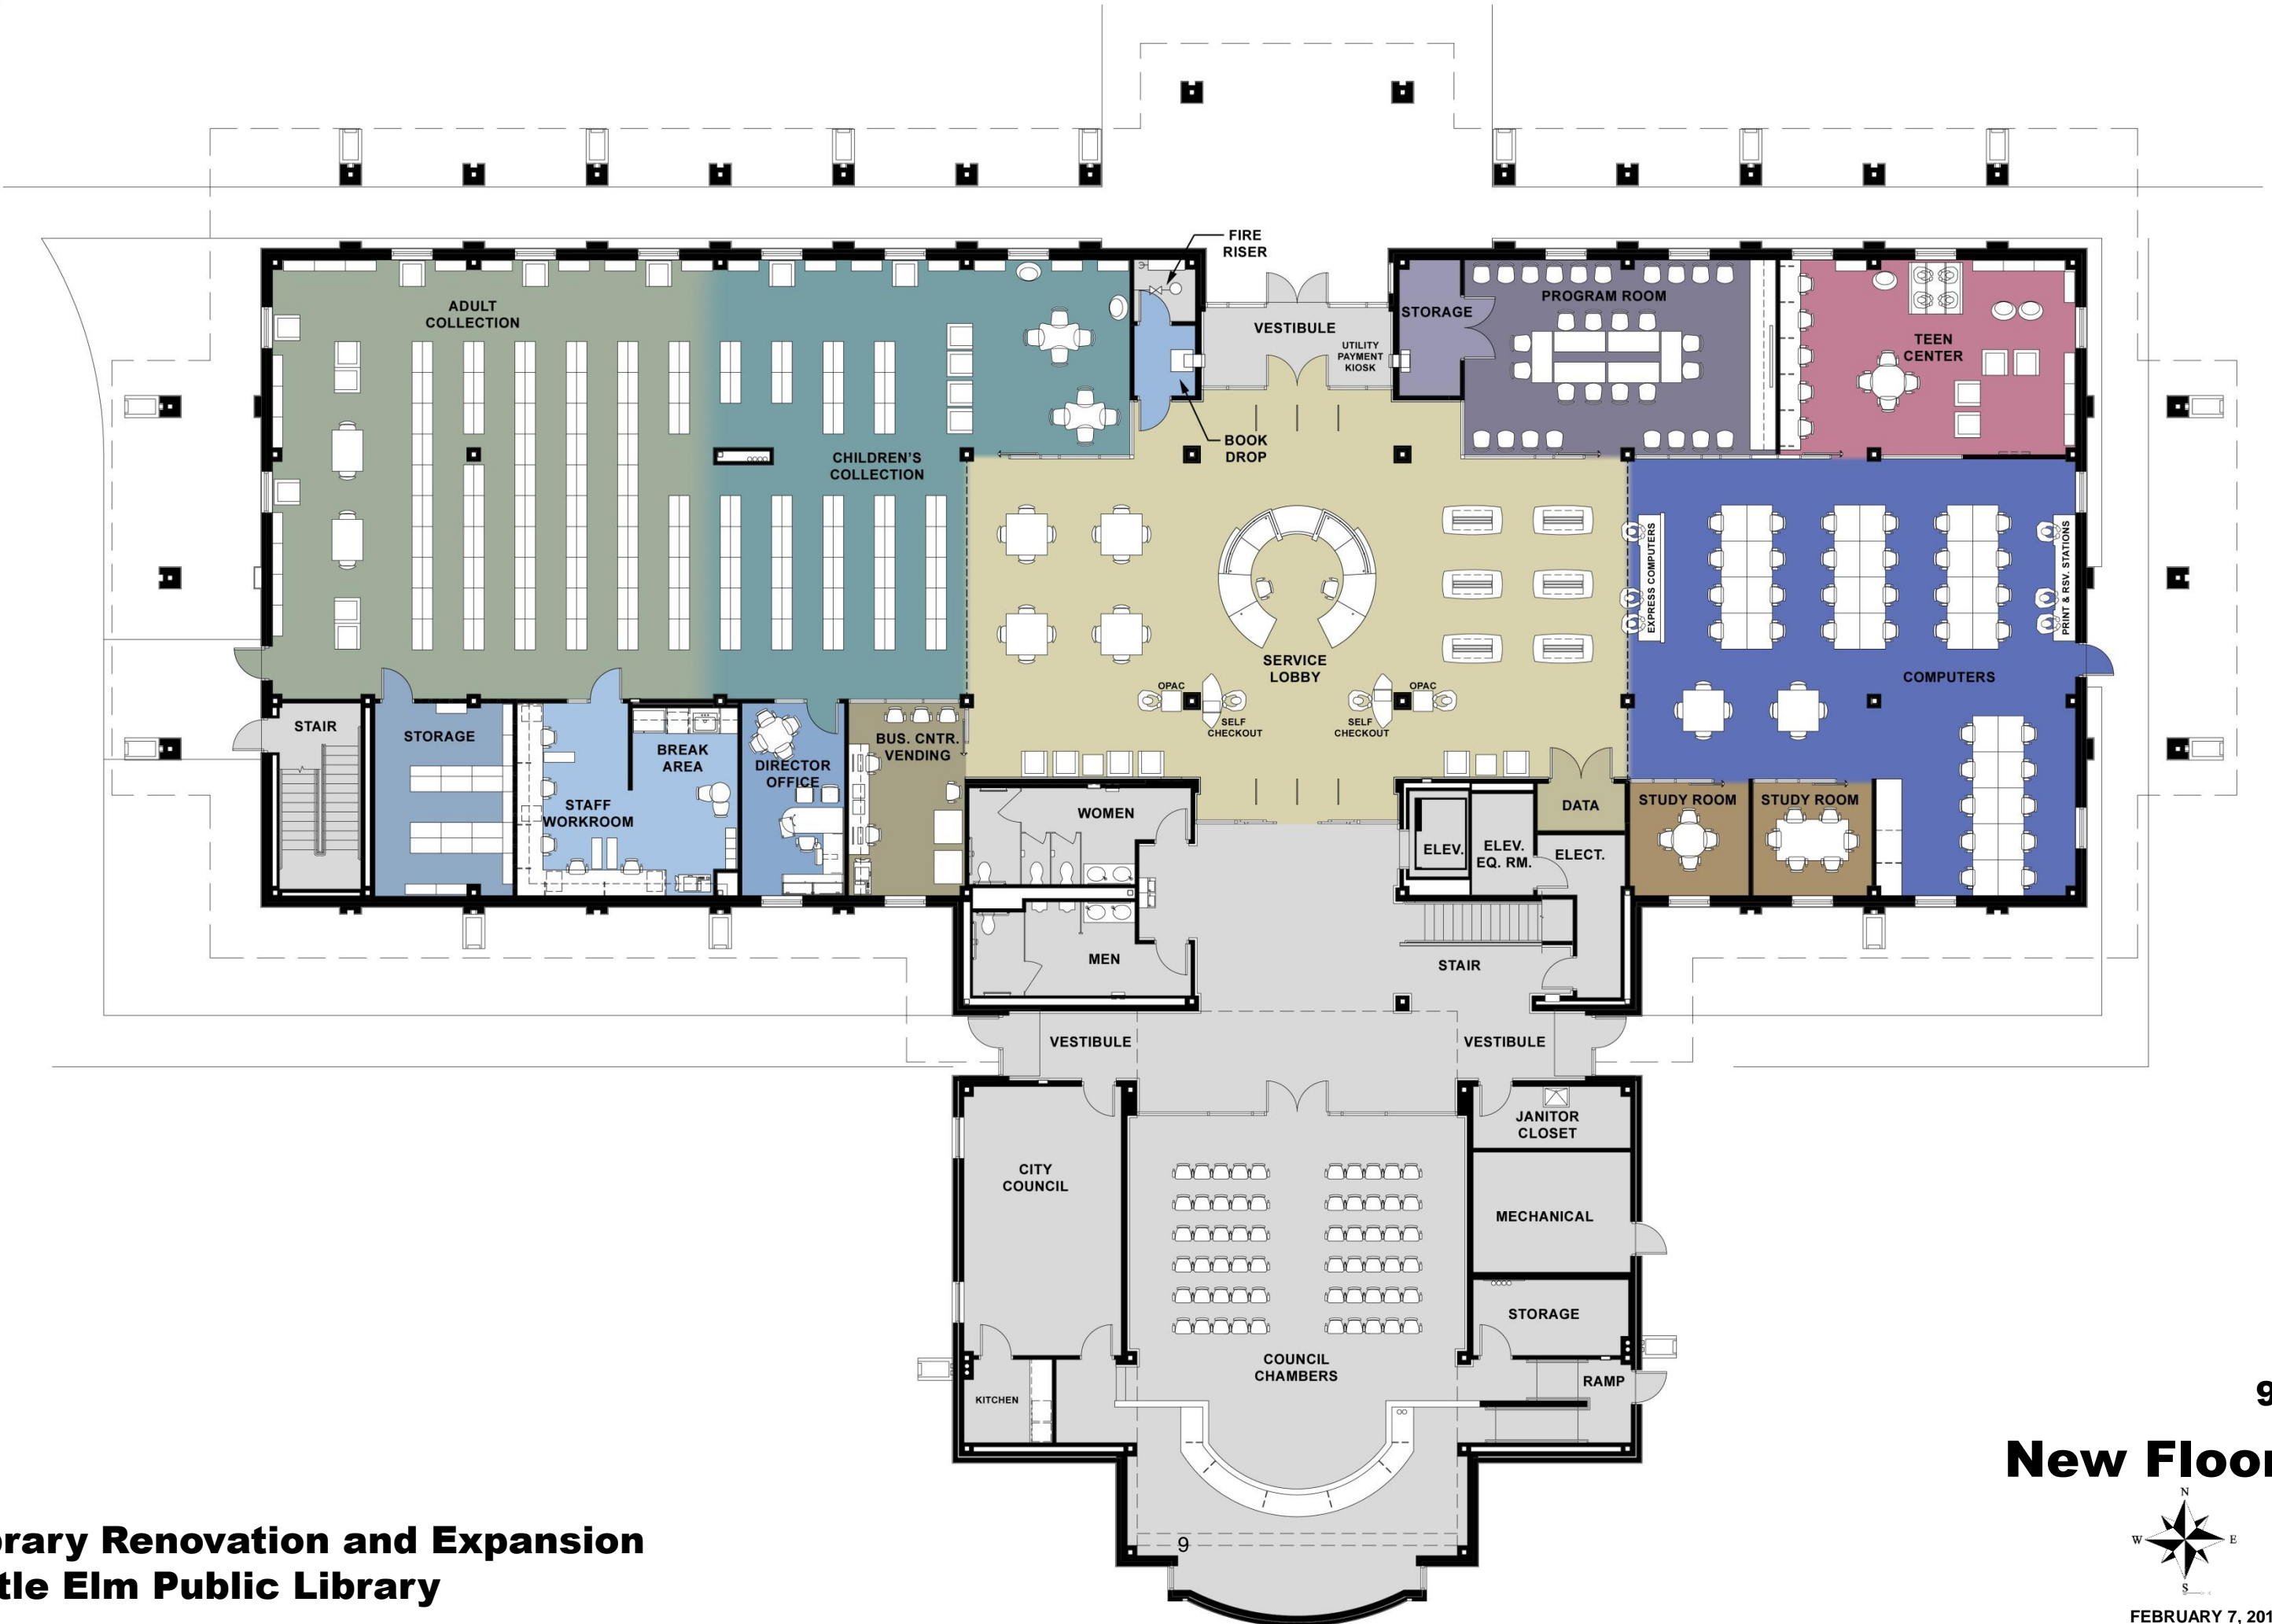 FIRE
RISER
ADULT
COLLECTION
PROGRAM ROOM
STORAGE
VESTIBULE
UTILITY
PAYMENT
KIOSK
TEEN
CENTER
BOOK
DROP
CHILDREN'S
COLLECTION
EXPRESS COMPUTERS
PRINT & RSV. STATIONS
SERVICE
LOBBY
COMPUTERS
OPAC
OPAC
SELF
CHECKOUT
SELF
CHECKOUT
STAIR
STORAGE
BREAK
AREA
DIRECTOR
OFFICE
BUS. CNTR.
VENDING
STAFF
WORKROOM
WOMEN
DATA
STUDY ROOM
STUDY ROOM
ELEV.
ELEV.
EQ. RM.
ELECT.
MEN
STAIR
VESTIBULE
VESTIBULE
JANITOR
CLOSET
CITY
COUNCIL
MECHANICAL
STORAGE
COUNCIL
CHAMBERS
RAMP
KITCHEN
9
New Floor
N
W
E
S
9
brary Renovation and Expansion
ttle Elm Public Library
FEBRUARY 7, 201